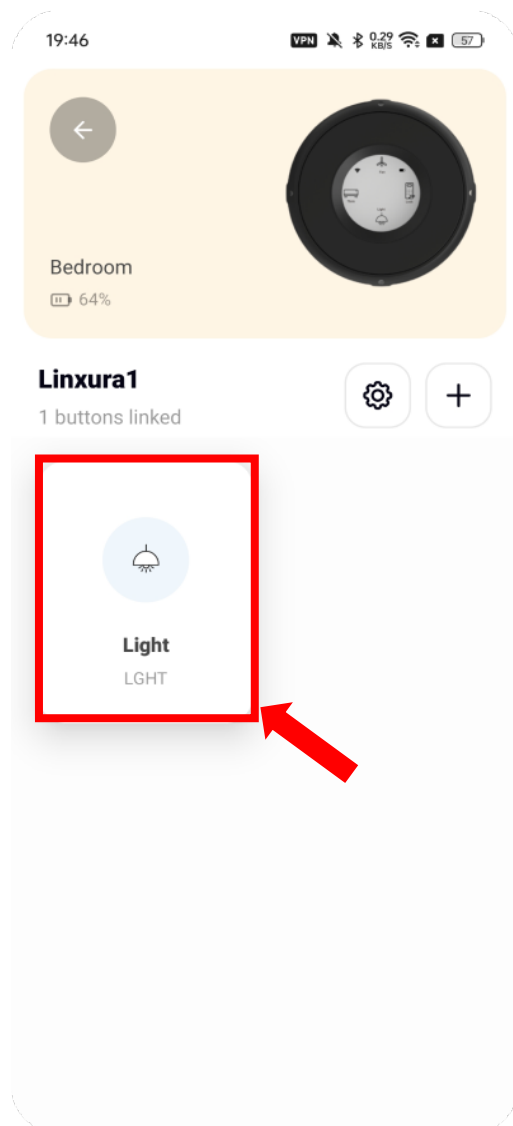 19:46
VPN 0.29 KB/S 57
Bedroom
64%
Linxura1
1 buttons linked
Light
LGHT